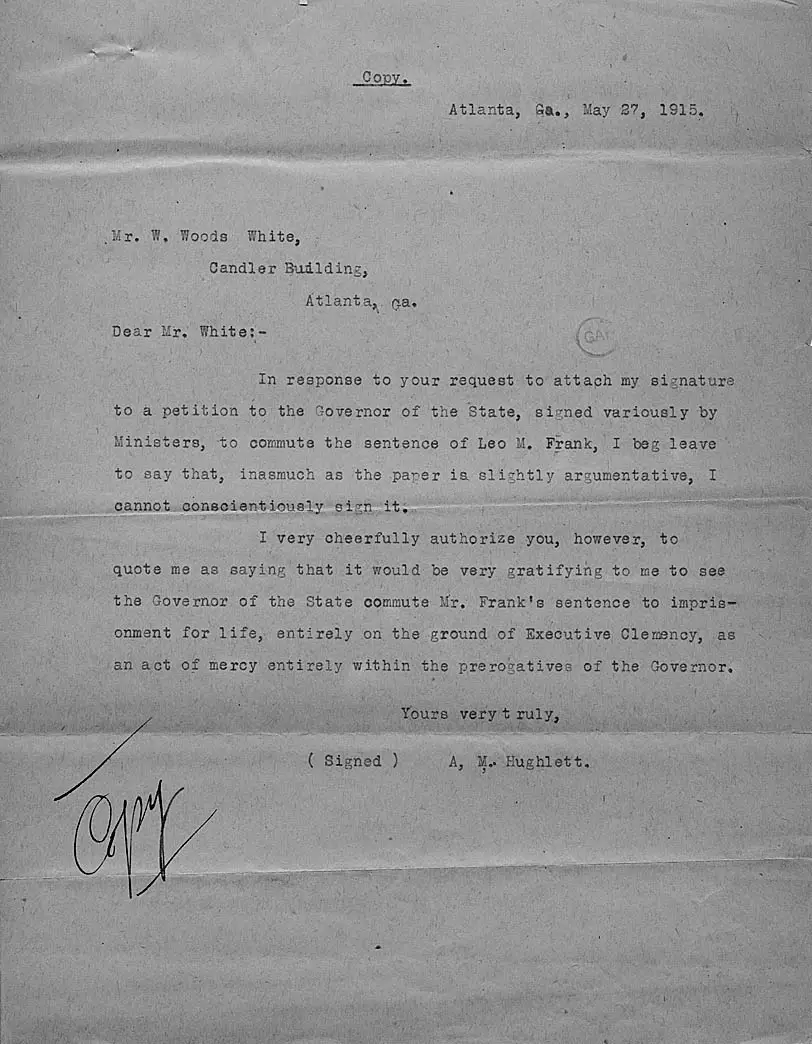 Copy.
Atlanta, Ga., May 27, 1915.
Mr. W. Woods White,
Candler Building,
Atlanta, Ga.
Dear Mr. White:-
GA
In response to your request to attach my signature
to a petition to the Governor of the State, signed variously by
Ministers, to commute the sentence of Leo M. Frank, I beg leave
to say that, inasmuch as the paper is slightly argumentative, I
cannot conscientiously sign it.
I very cheerfully authorize you, however, to
quote me as saying that it would be very gratifying to me to see
the Governor of the State commute Mr. Frank's sentence to impris-
onment for life, entirely on the ground of Executive Clemency, as
an act of mercy entirely within the prerogatives of the Governor.
Yours very truly,
( Signed ) A. M. Hughlett.
Copy